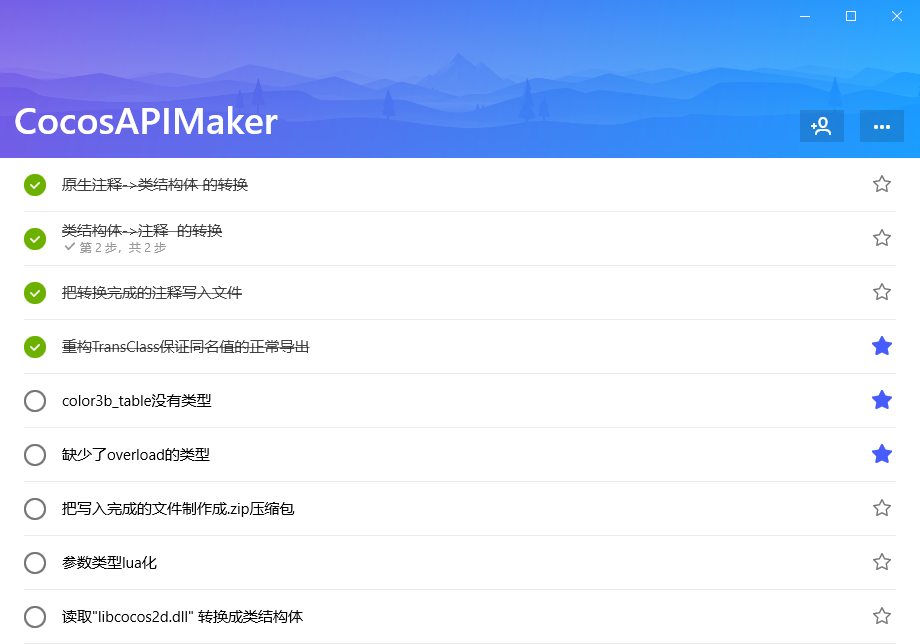 CocosAPIMaker
原生注释->类结构体 的转换
类结构体->注释  的转换
第 2 步，共 2 步
把转换完成的注释写入文件
重构TransClass保证同名值的正常导出
color3b_table没有类型
缺少了overload的类型
把写入完成的文件制作成.zip压缩包
参数类型lua化
读取"libcocos2d.dll" 转换成类结构体